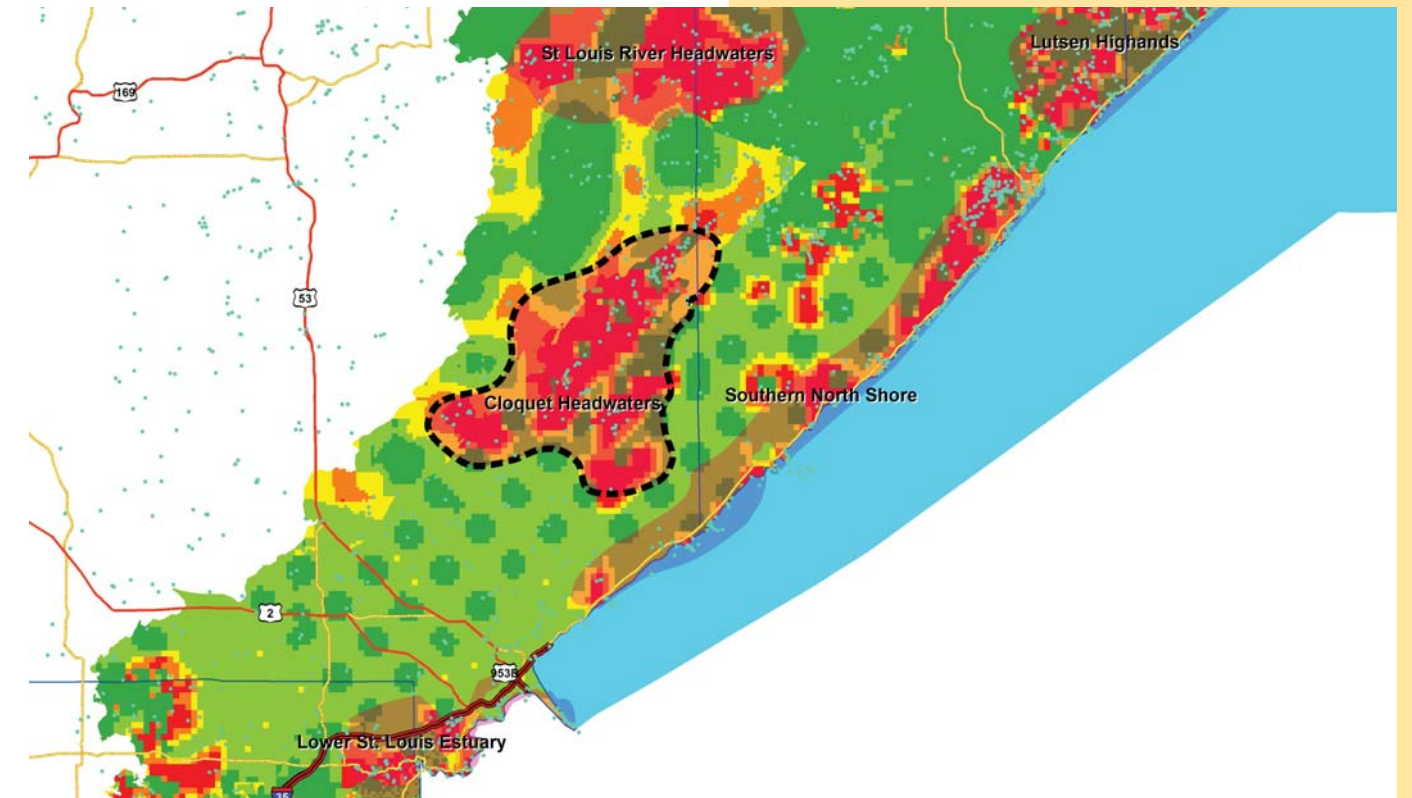 St Louis River Headwaters
Lutsen Highands
169
53
Cloquet Headwaters
Southern North Shore
2
953B
Lower St. Louis Estuary
35